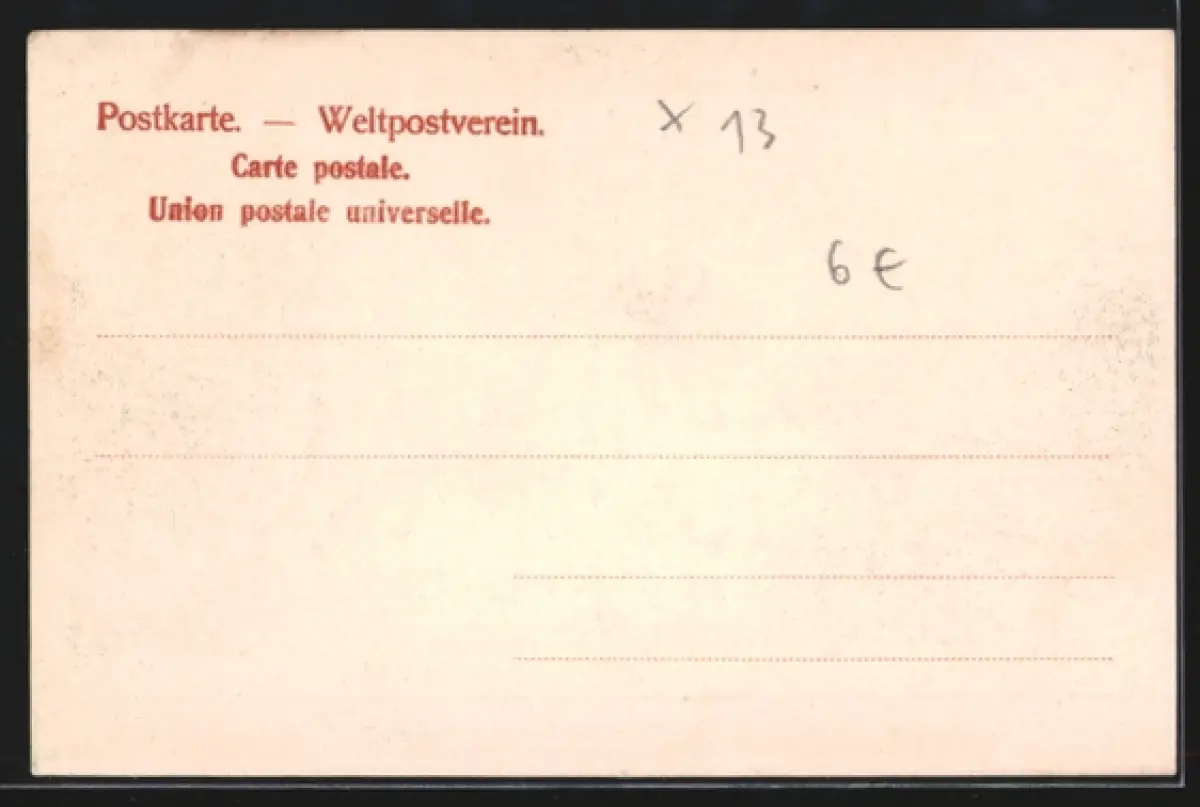 Postkarte. — Weltpostverein.
Carte postale.
Union postale universelle.
x 13
6 €